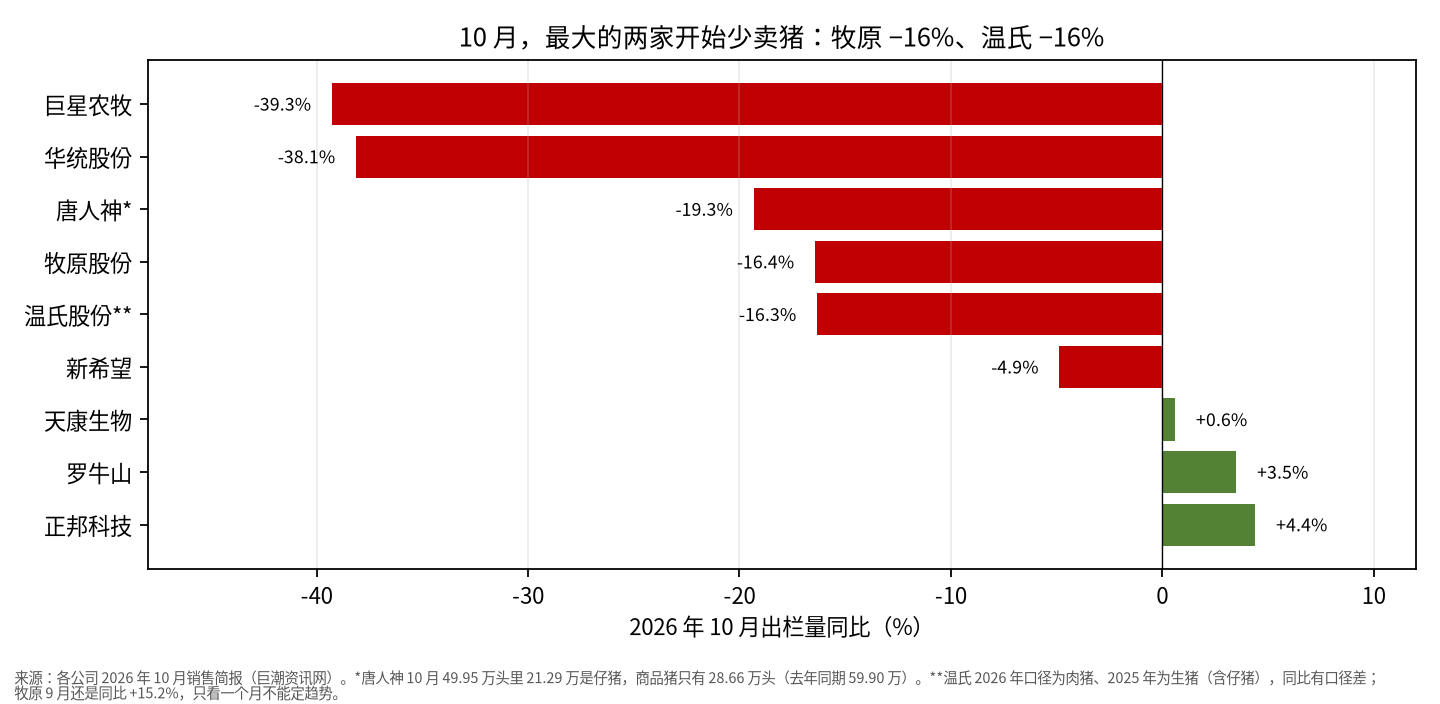 10 月，最大的两家开始少卖猪：牧原 −16%、温氏 −16%
巨星农牧
-39.3%
华统股份
-38.1%
唐人神*
-19.3%
牧原股份
-16.4%
温氏股份**
-16.3%
新希望
-4.9%
天康生物
+0.6%
罗牛山
+3.5%
正邦科技
+4.4%
-40
-30
-20
-10
0
10
2026 年 10 月出栏量同比（%）
来源：各公司 2026 年 10 月销售简报（巨潮资讯网）。*唐人神 10 月 49.95 万头里 21.29 万是仔猪，商品猪只有 28.66 万头（去年同期 59.90 万）。**温氏 2026 年口径为肉猪、2025 年为生猪（含仔猪），同比有口径差；
牧原 9 月还是同比 +15.2%，只看一个月不能定趋势。